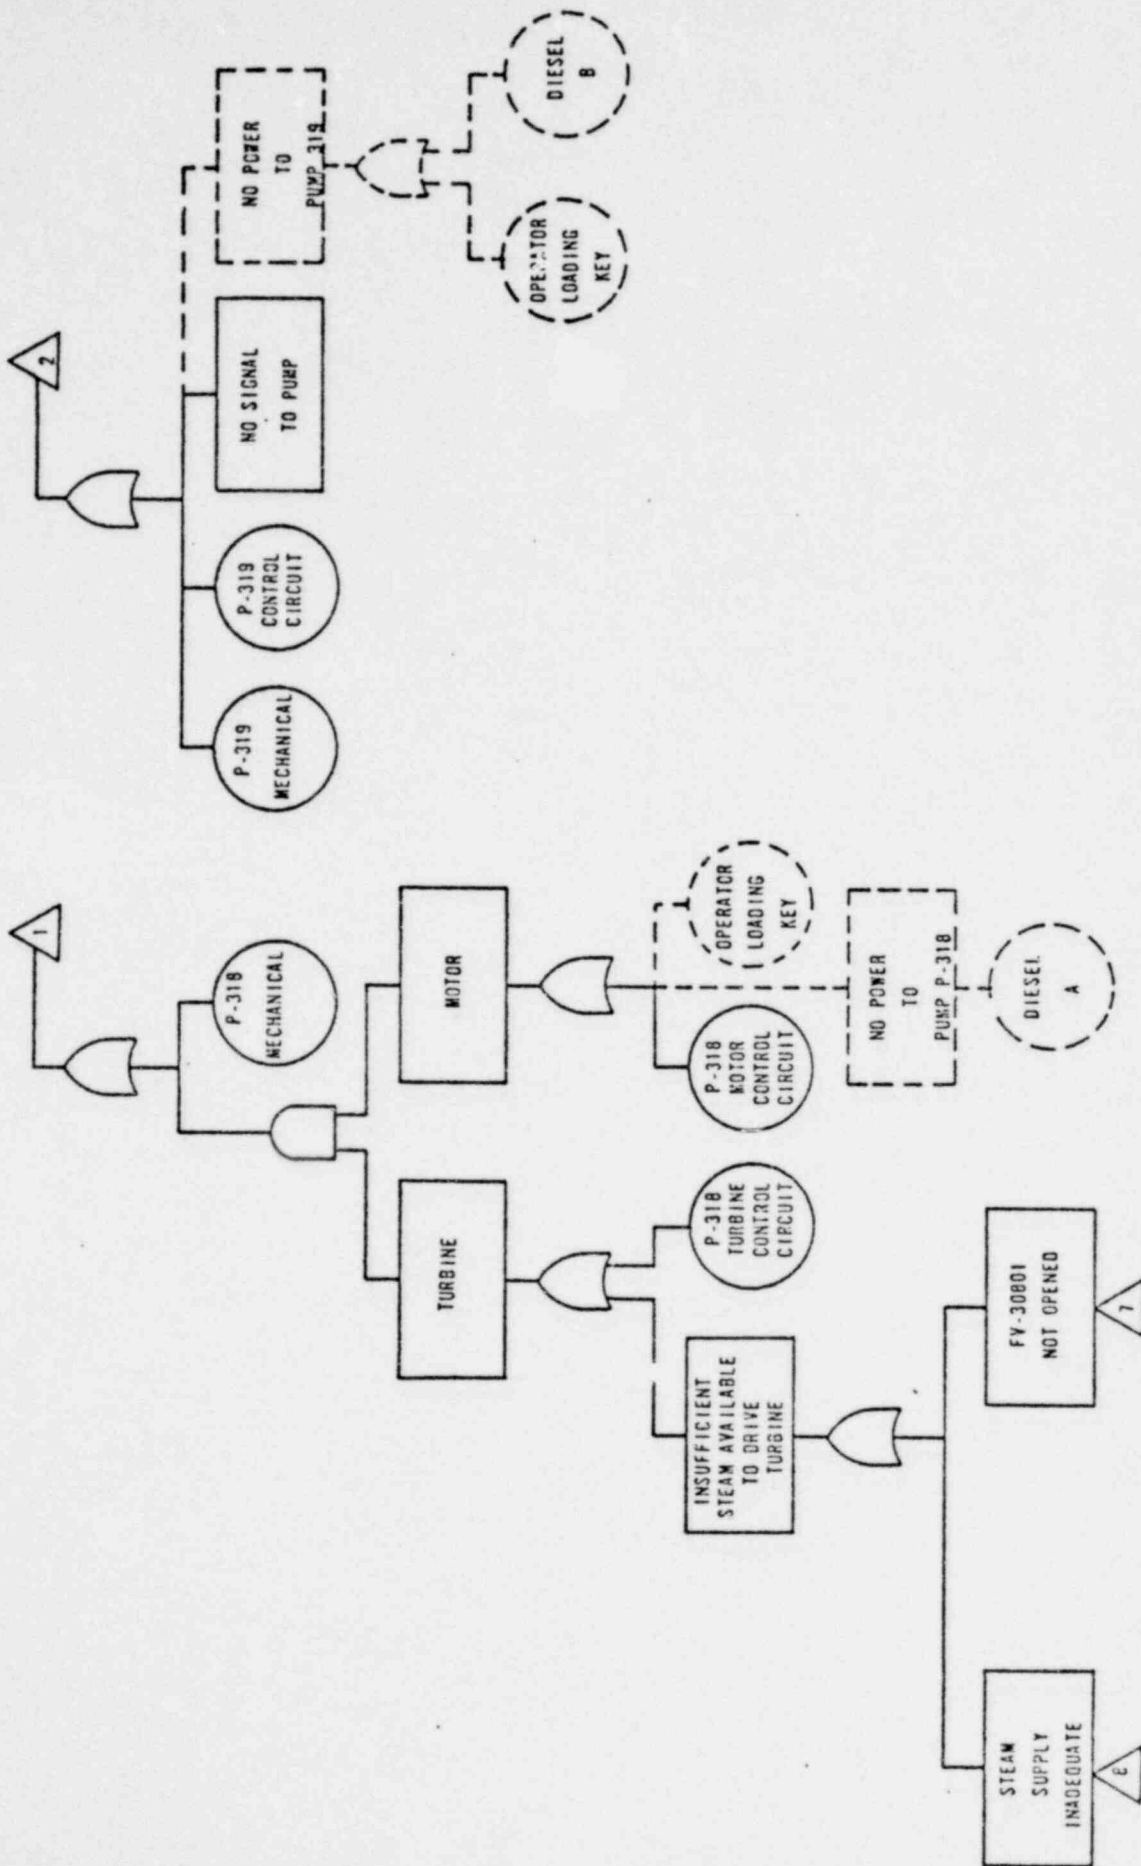 1
P-318
MECHANICAL
TURBINE
MOTOR
INSUFFICIENT
STEAM AVAILABLE
TO DRIVE
TURBINE
P-318
TURBINE
CONTROL
CIRCUIT
P-318
MOTOR
CONTROL
CIRCUIT
OPERATOR
LOADING
KEY
STEAM
SUPPLY
INADEQUATE
FV-30801
NOT OPENED
7
NO POWER
TO
PUMP P-318
DIESEL
A
2
P-319
MECHANICAL
P-319
CONTROL
CIRCUIT
NO SIGNAL
TO PUMP
NO POWER
TO
PUMP 319
OPERATOR
LOADING
KEY
DIESEL
B